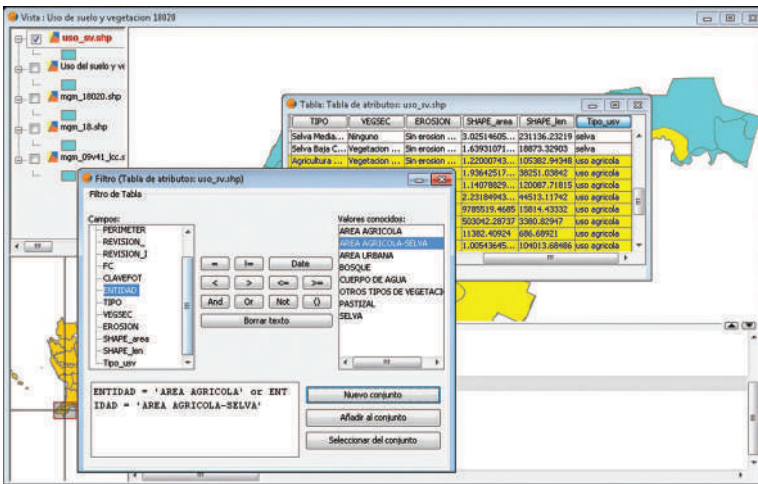 Vista : Uso de suelo y vegetacion 18020
uso_sv.shp
Uso del suelo y ve
mgm_18020.shp
mgm_18.shp
mgm_09v41_lcc.s
Tabla: Tabla de atributos: uso_sv.shp
TIPO VEGSEC EROSION SHAPE_area SHAPE_len Tipo_usv
Selva Media... Ninguno Sin erosion ... 3.02514605... 231136.23219 selva
Selva Baja C... Vegetacion ... Sin erosion ... 1.63931071... 18873.32903 selva
Agricultura ... Vegetacion ... Sin erosion ... 1.22000743... 105382.94348 uso agricola
1.93642517... 38251.03842 uso agricola
1.14078829... 120087.71815 uso agricola
2.23184943... 44513.11742 uso agricola
9785519.4685 15814.43332 uso agricola
503042.28737 3380.82947 uso agricola
11382.40924 686.68921 uso agricola
1.00543645... 104013.68486 uso agricola
Filtro (Tabla de atributos: uso_sv.shp)
Filtro de Tabla
Campos:
PERIMETER
REVISION_
REVISION_I
FC
CLAVEFOT
ENTIDAD
TIPO
VEGSEC
EROSION
SHAPE_area
SHAPE_len
Tipo_usv
= != Date
< > <= >=
And Or Not ()
Borrar texto
Valores conocidos:
AREA AGRICOLA
AREA AGRICOLA-SELVA
AREA URBANA
BOSQUE
CUERPO DE AGUA
OTROS TIPOS DE VEGETACI
PASTIZAL
SELVA
ENTIDAD = 'AREA AGRICOLA' or ENT
IDAD = 'AREA AGRICOLA-SELVA'
Nuevo conjunto
Añadir al conjunto
Seleccionar del conjunto